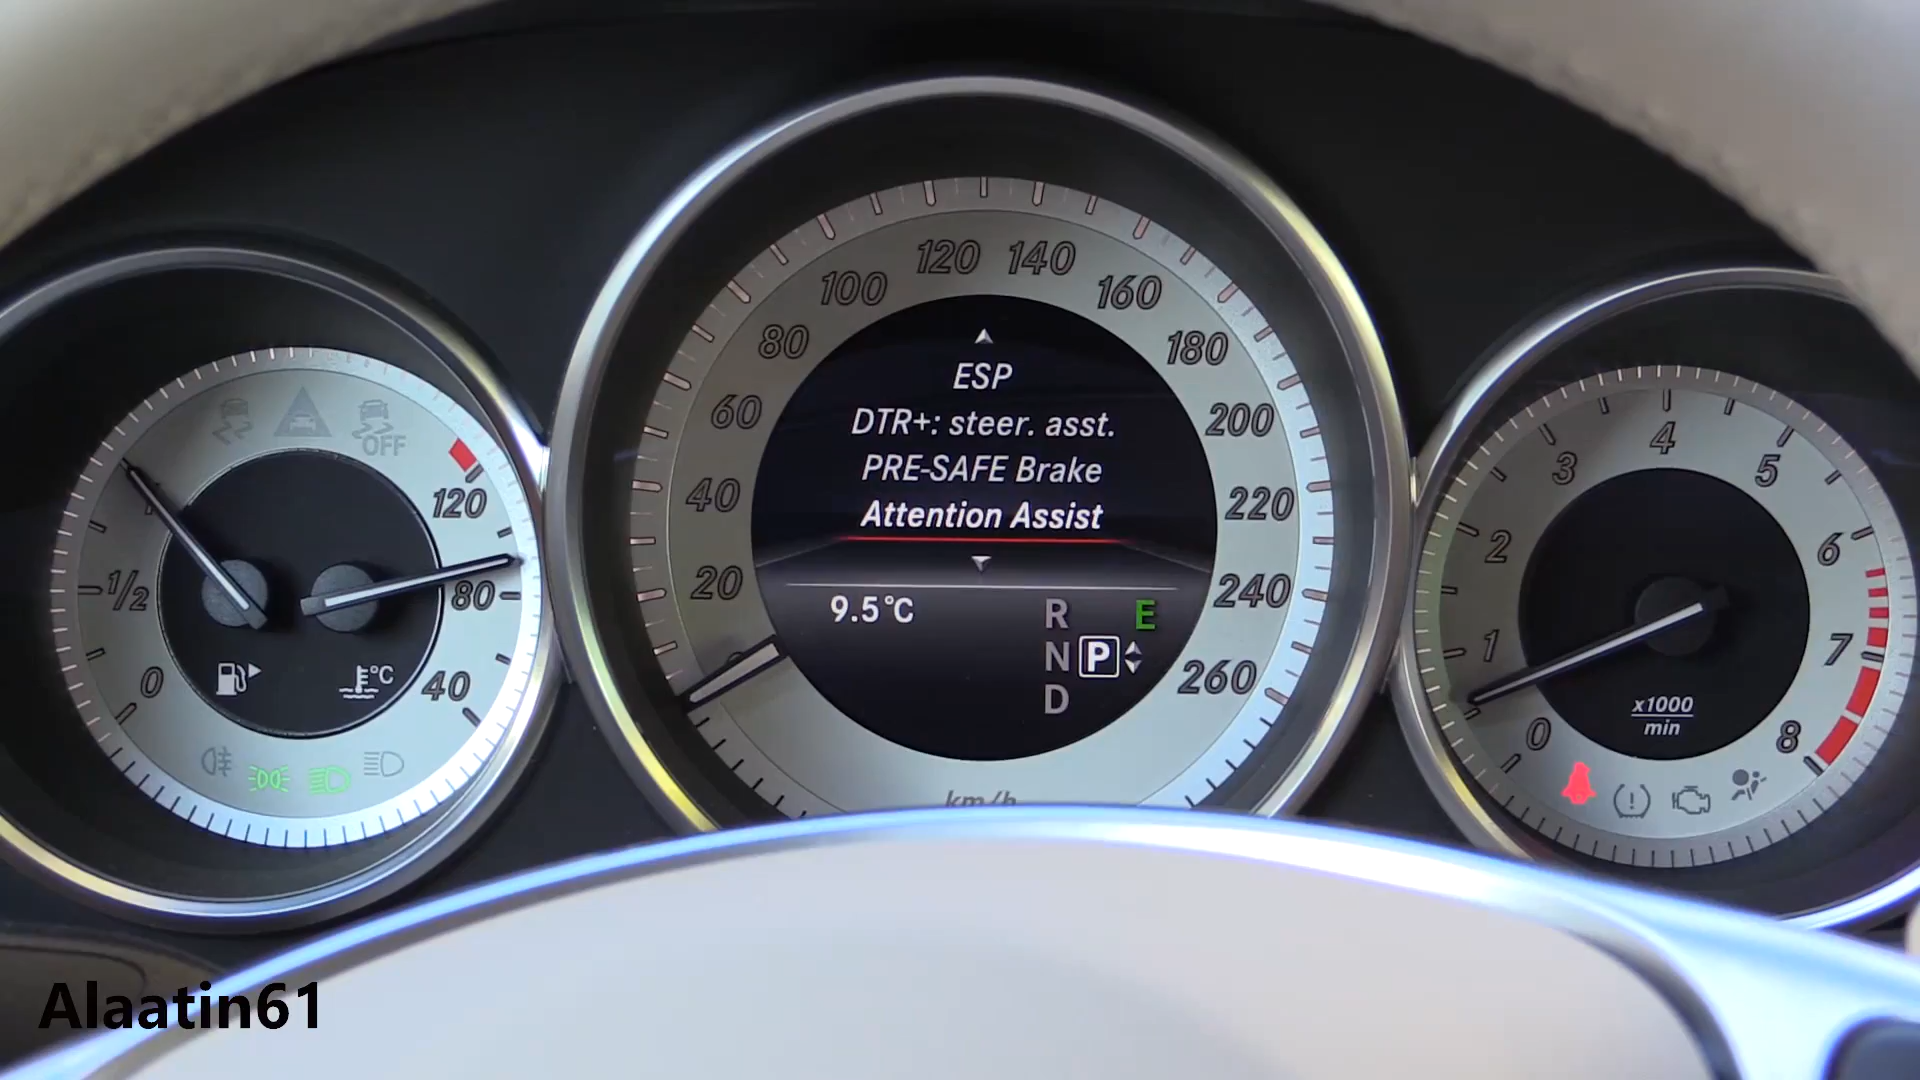 ESP
DTR+: steer. asst.
PRE-SAFE Brake
Attention Assist
9.5°C
R
E
N P
D
0
20
40
60
80
100
120
140
160
180
200
220
240
260
km/h
OFF
1
1/2
0
120
80
40
°C
0
1
2
3
4
5
6
7
8
x1000
min
Alaatin61